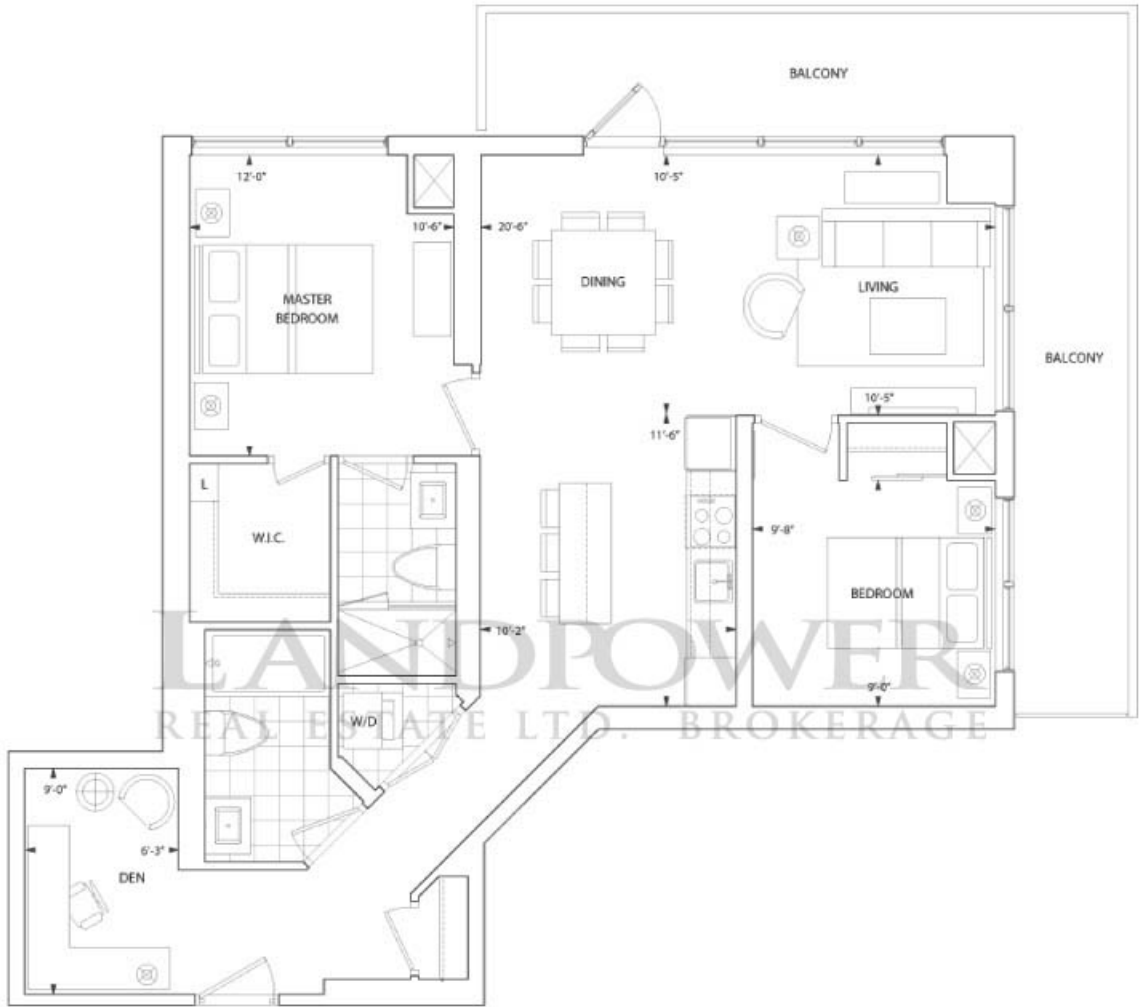 BALCONY
12'-0"
10'-5"
10'-6"
20'-6"
DINING
LIVING
MASTER
BEDROOM
BALCONY
10'-5"
11'-6"
L
W.I.C.
9'-8"
BEDROOM
LANDPOWER
10'-2"
9'-0"
REAL ESTATE LTD. BROKERAGE
W/D
9'-0"
6'-3"
DEN